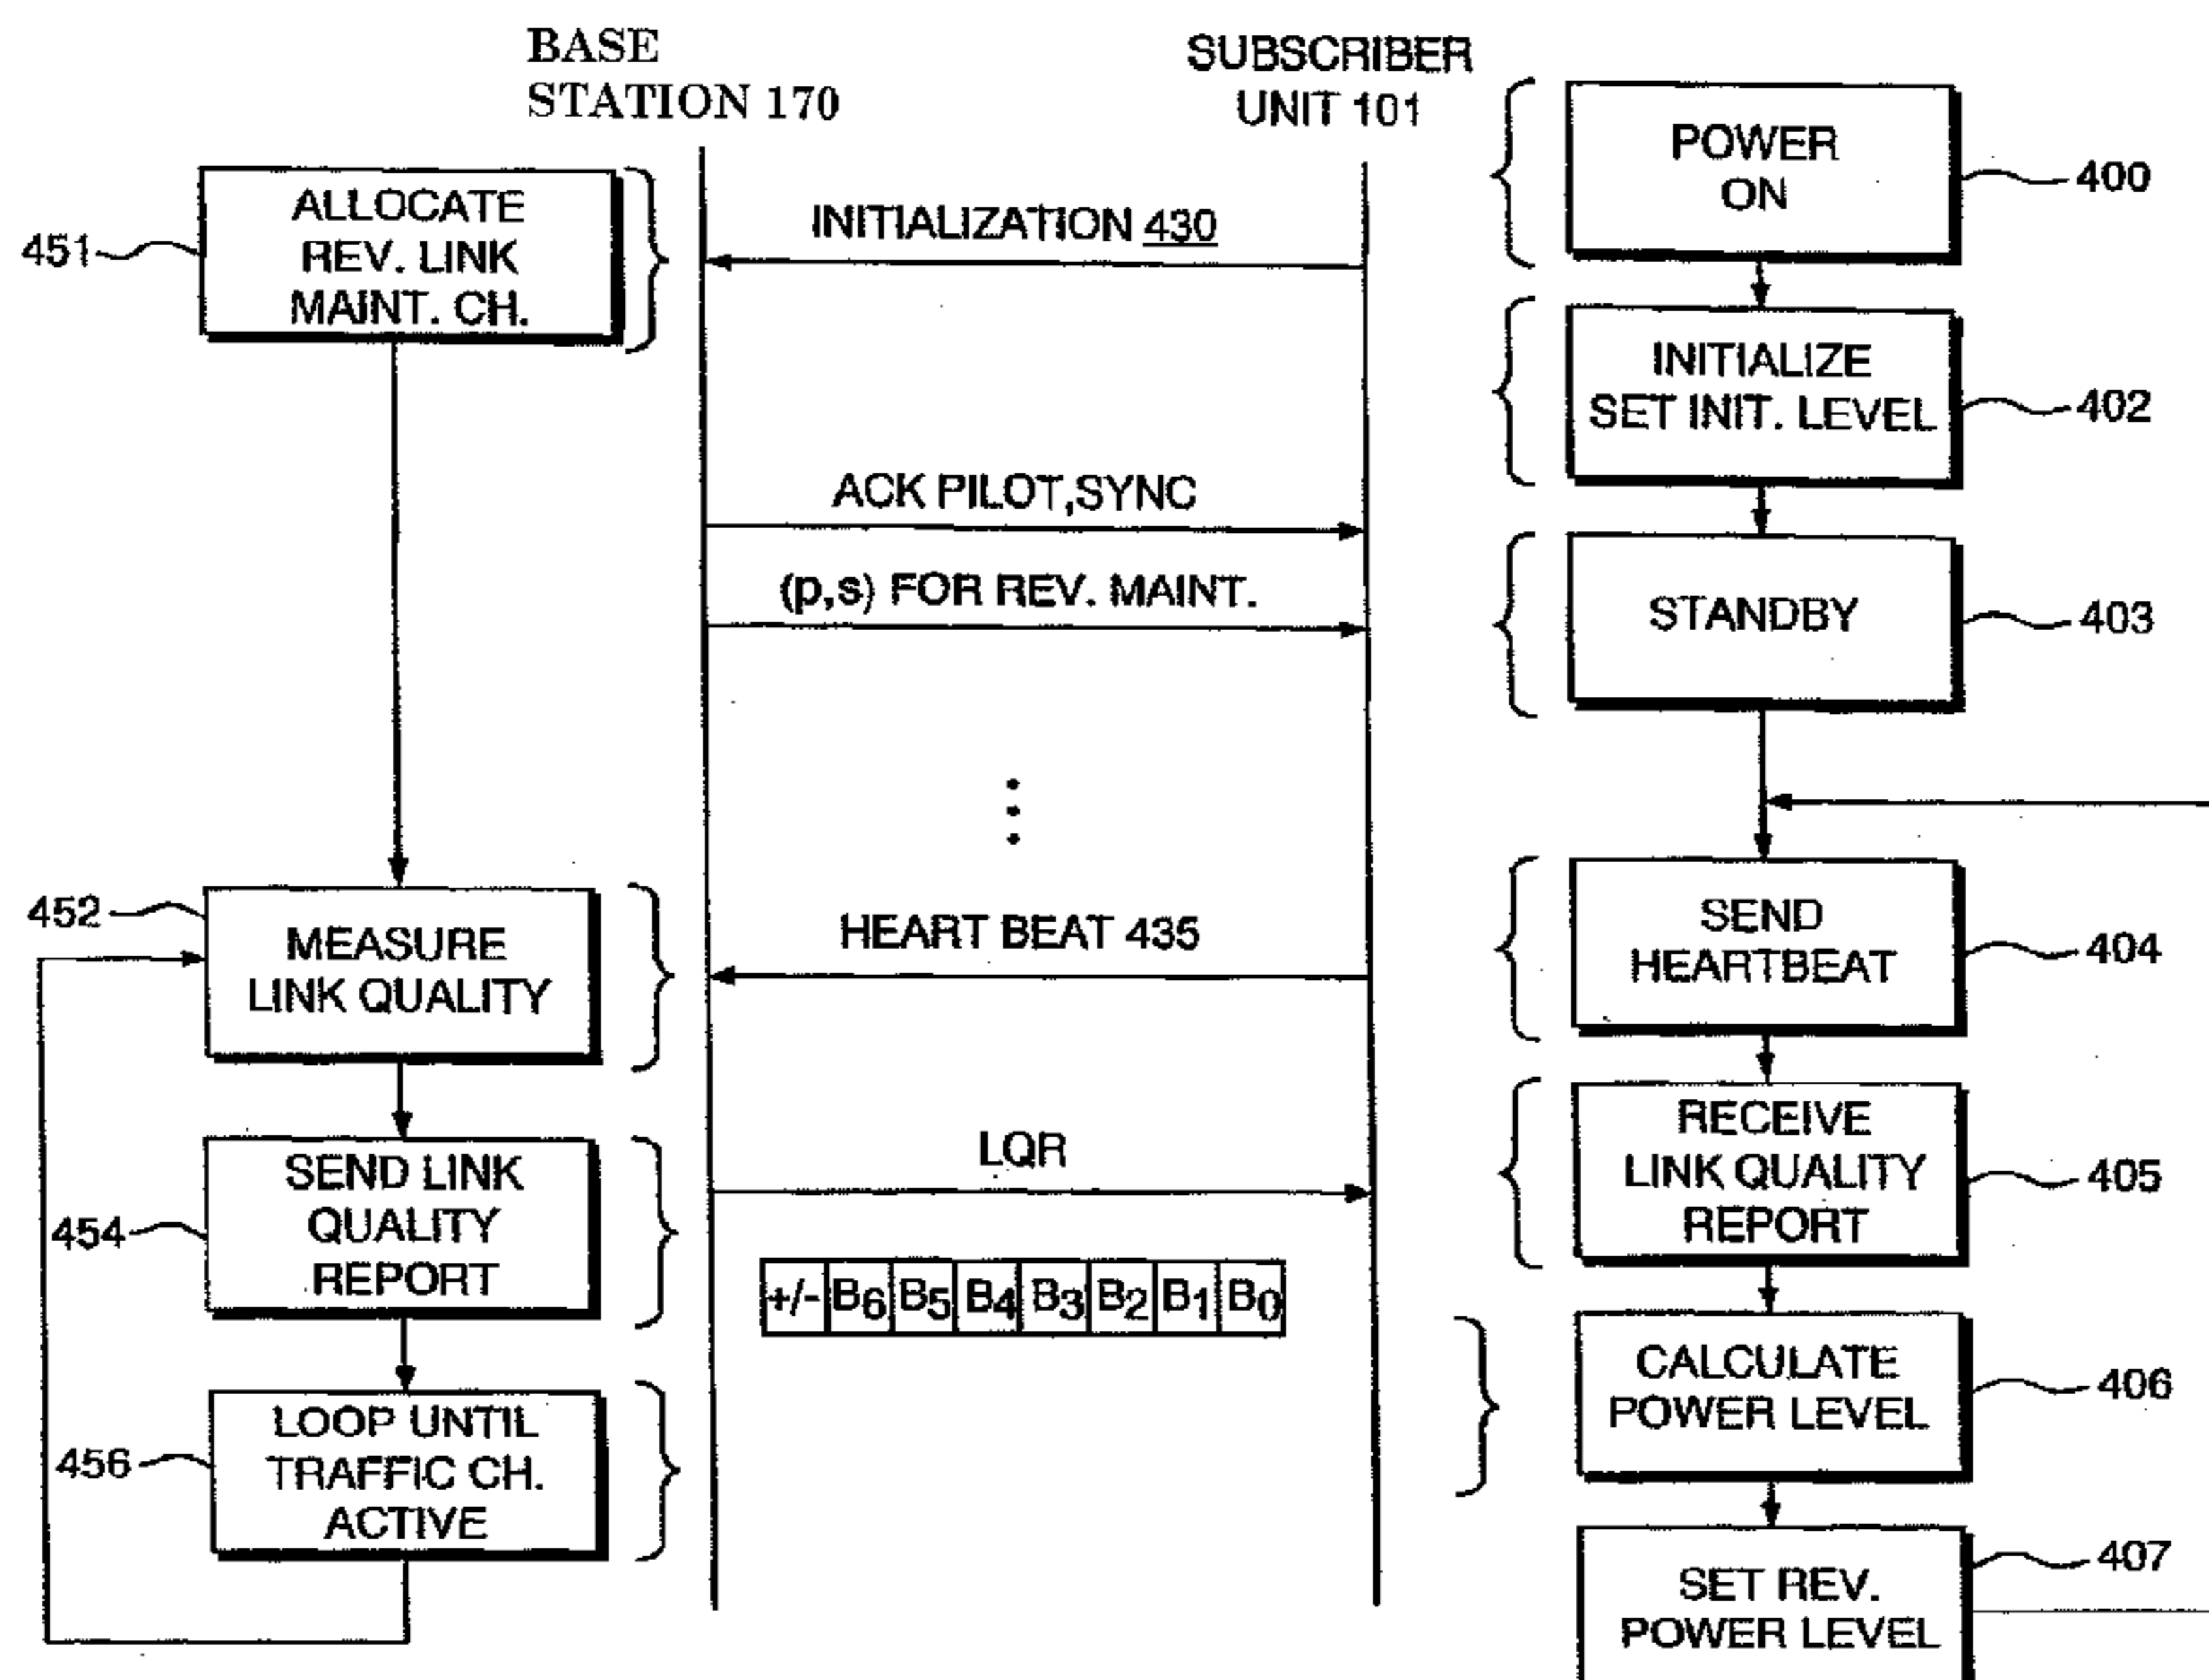 BASE
STATION 170
SUBSCRIBER
UNIT 101
ALLOCATE
REV. LINK
MAINT. CH.
451
INITIALIZATION 430
POWER
ON
400
INITIALIZE
SET INIT. LEVEL
402
ACK PILOT,SYNC
(p,s) FOR REV. MAINT.
STANDBY
403
452
MEASURE
LINK QUALITY
HEART BEAT 435
SEND
HEARTBEAT
404
SEND LINK
QUALITY
REPORT
454
LQR
RECEIVE
LINK QUALITY
REPORT
405
+/- B6 B5 B4 B3 B2 B1 B0
CALCULATE
POWER LEVEL
406
LOOP UNTIL
TRAFFIC CH.
ACTIVE
456
SET REV.
POWER LEVEL
407